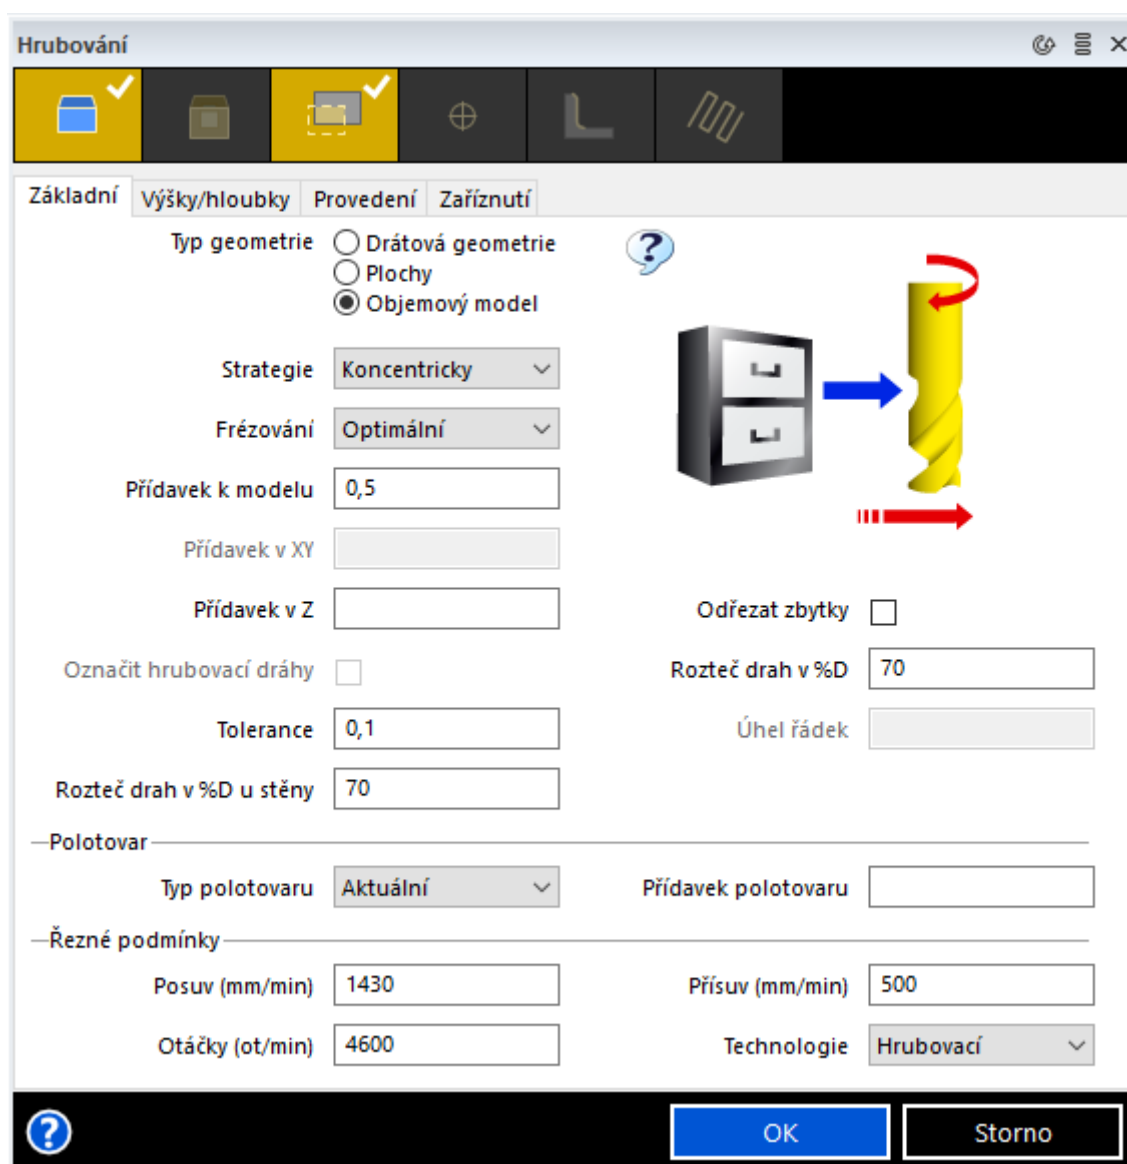 Hrubování
Základní Výšky/hloubky Provedení Zaříznutí
Typ geometrie Drátová geometrie
Plochy
Objemový model
Strategie Koncentricky
Frézování Optimální
Přídavek k modelu 0,5
Přídavek v XY
Přídavek v Z Odřezat zbytky
Označit hrubovací dráhy Rozteč drah v %D 70
Tolerance 0,1 Úhel řádek
Rozteč drah v %D u stěny 70
Polotovar
Typ polotovaru Aktuální Přídavek polotovaru
Řezné podmínky
Posuv (mm/min) 1430 Přísuv (mm/min) 500
Otáčky (ot/min) 4600 Technologie Hrubovací
OK Storno